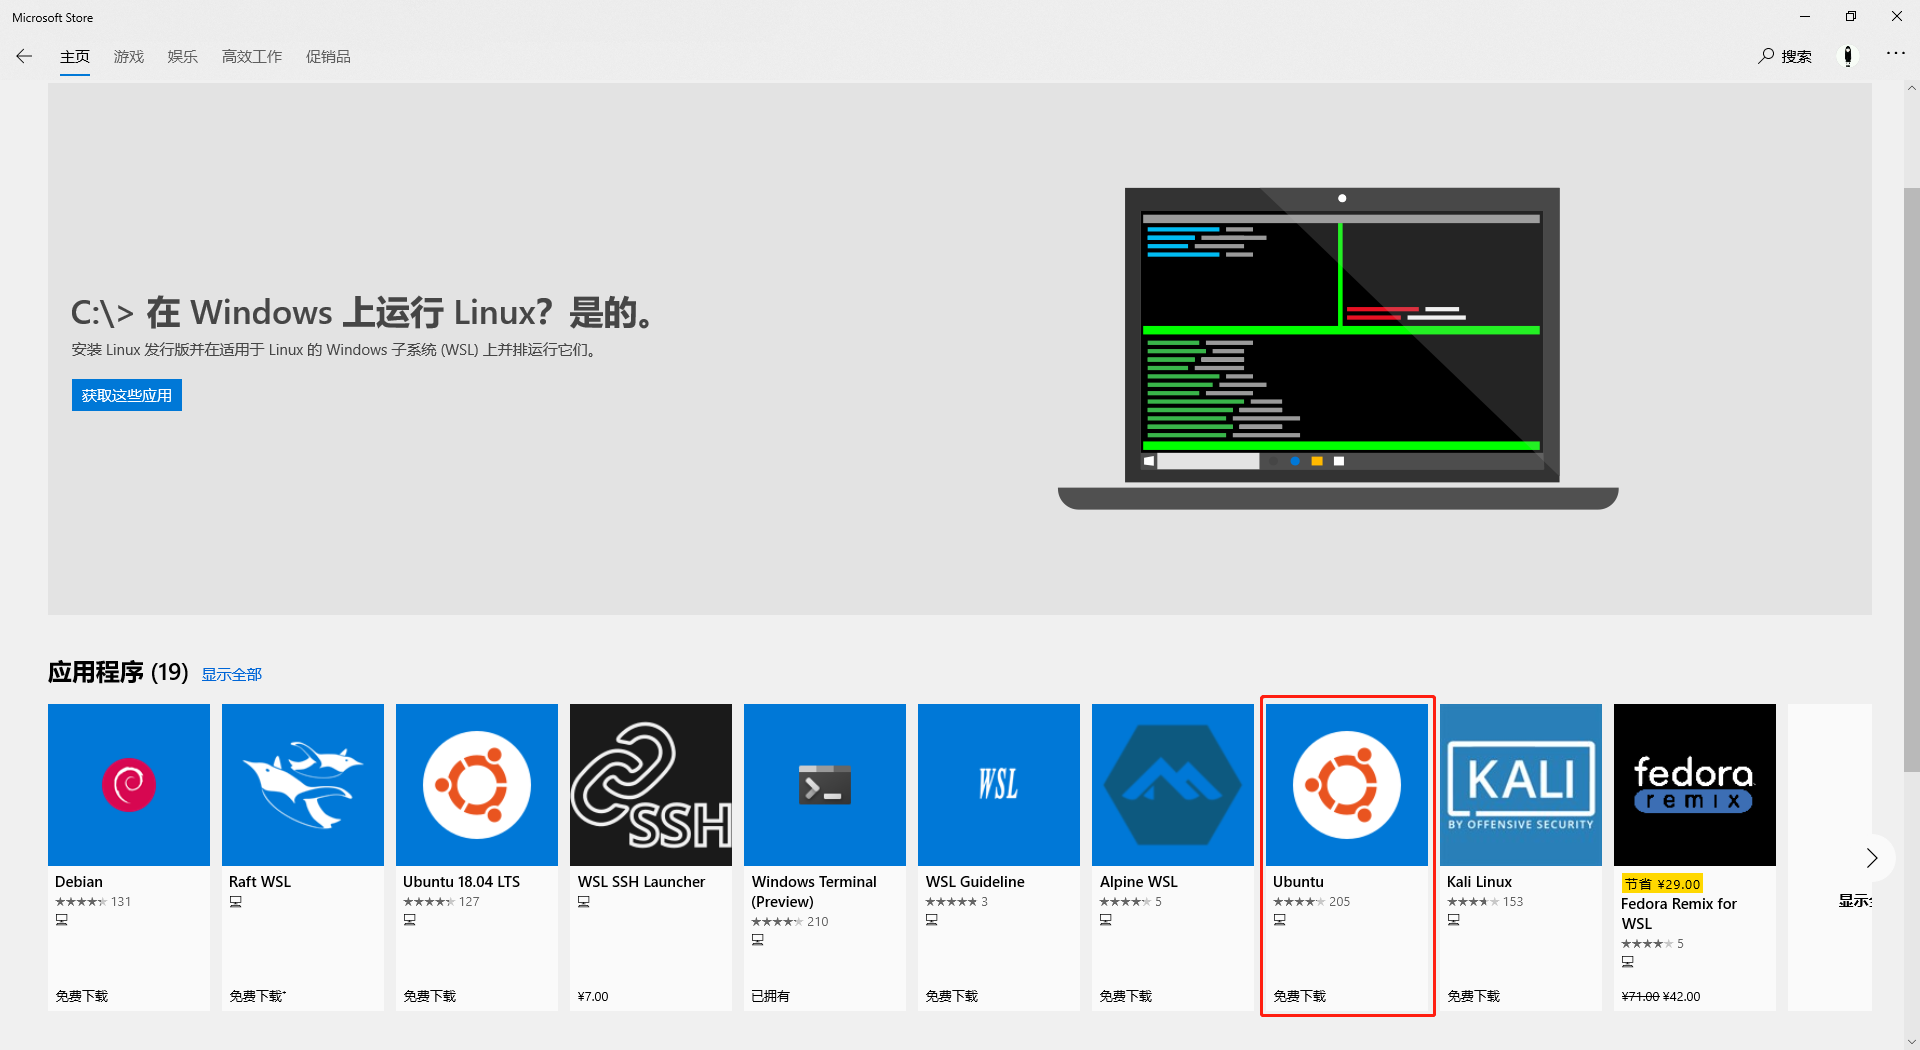 Microsoft Store
主页 游戏 娱乐 高效工作 促销品 搜索
C:\> 在 Windows 上运行 Linux？是的。
安装 Linux 发行版并在适用于 Linux 的 Windows 子系统 (WSL) 上并排运行它们。
获取这些应用
应用程序 (19) 显示全部
SSH
WSL
KALI
BY OFFENSIVE SECURITY
fedora
remix
Debian
131
免费下载
Raft WSL
免费下载+
Ubuntu 18.04 LTS
127
免费下载
WSL SSH Launcher
¥7.00
Windows Terminal
(Preview)
210
已拥有
WSL Guideline
3
免费下载
Alpine WSL
5
免费下载
Ubuntu
205
免费下载
Kali Linux
153
免费下载
节省 ¥29.00
Fedora Remix for
WSL
5
¥71.00 ¥42.00
显示